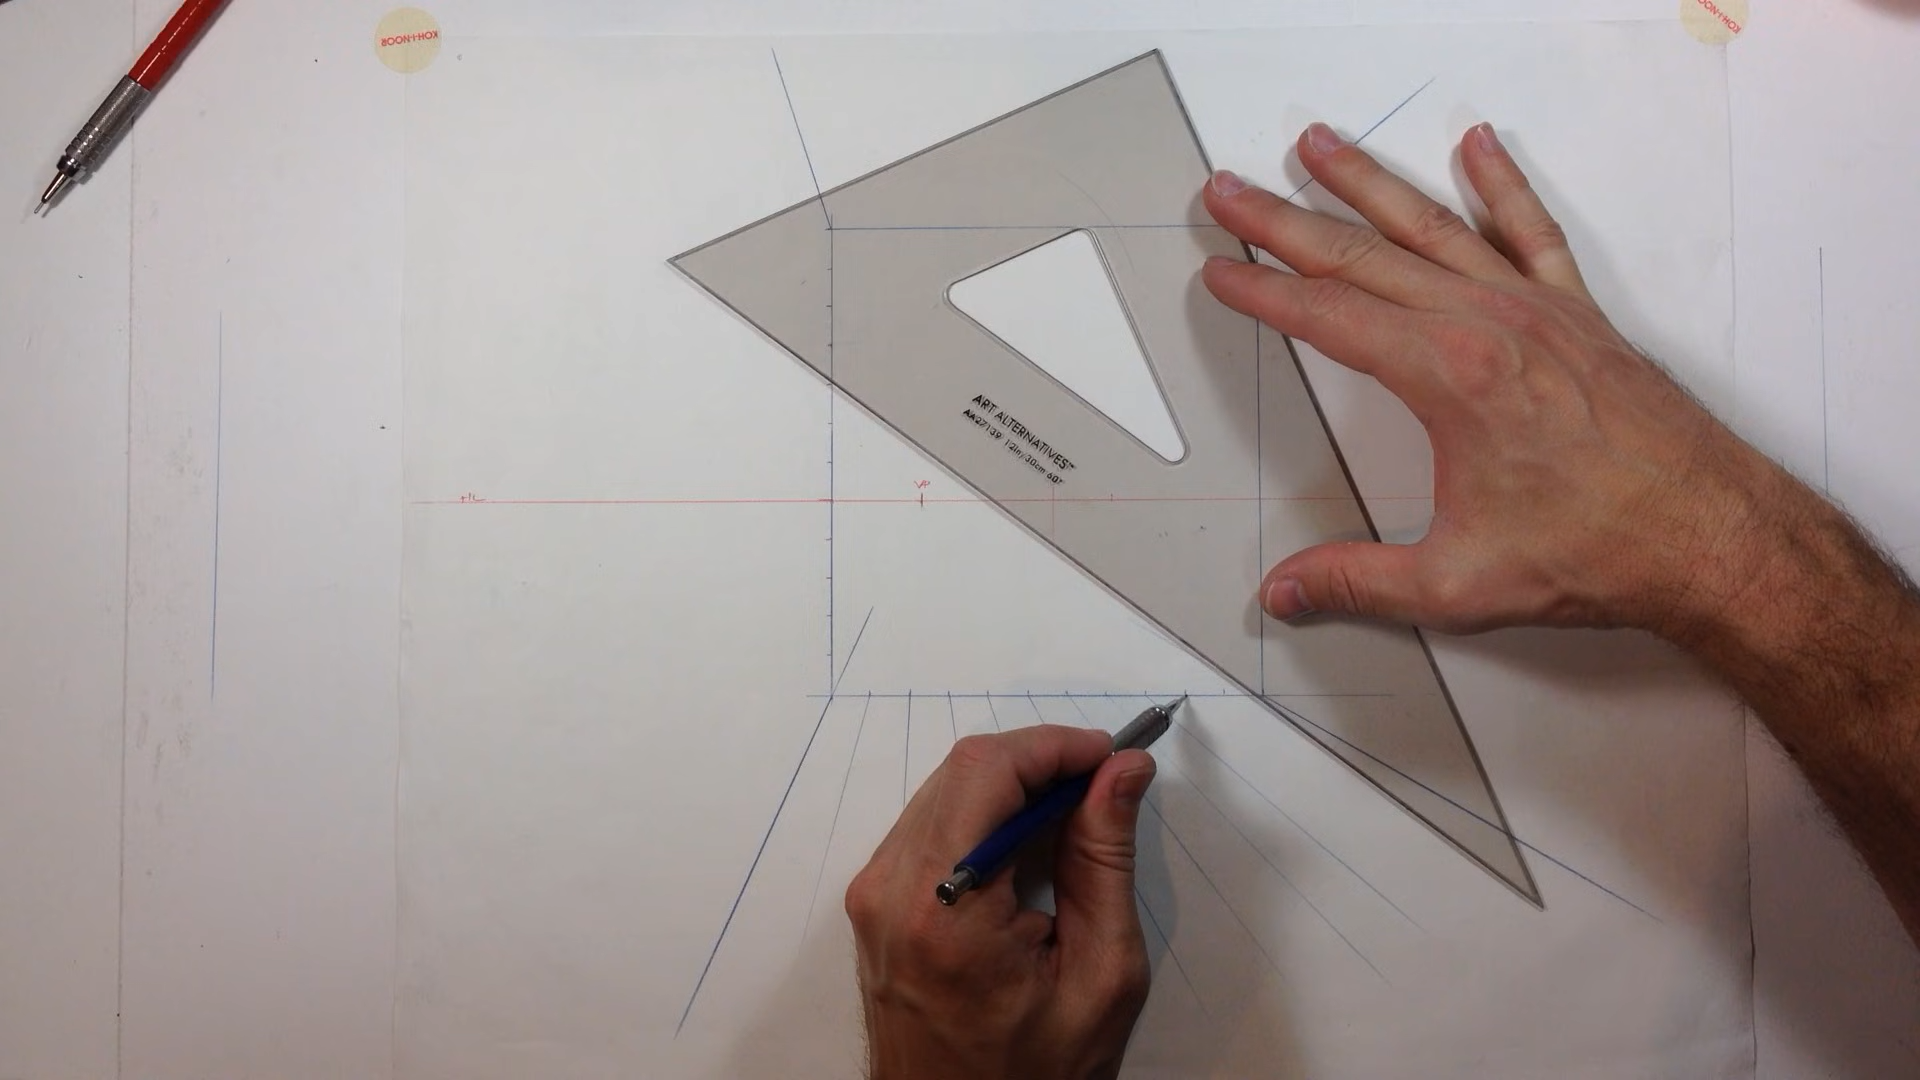 KOH-I-NOOR
KOH-I-NOOR
ART ALTERNATIVES™
AA27139 12in/30cm 60°
HL
VP